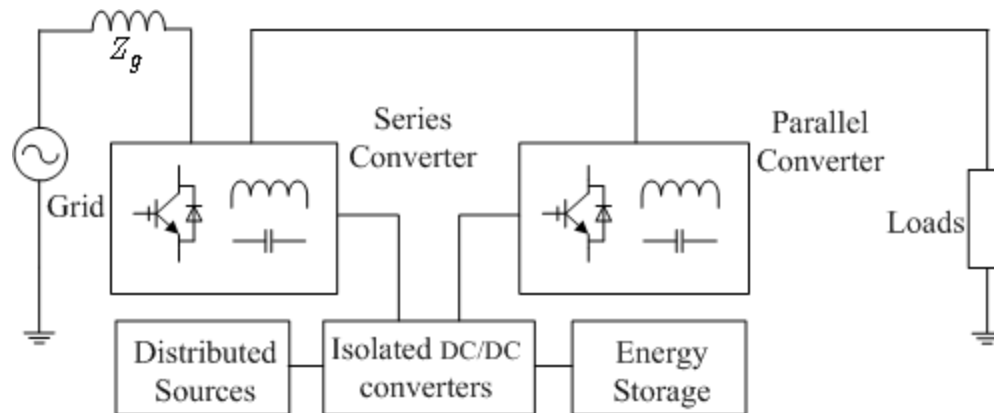 Z_g
Series
Converter
Parallel
Converter
Grid
Loads
Distributed
Sources
Isolated DC/DC
converters
Energy
Storage